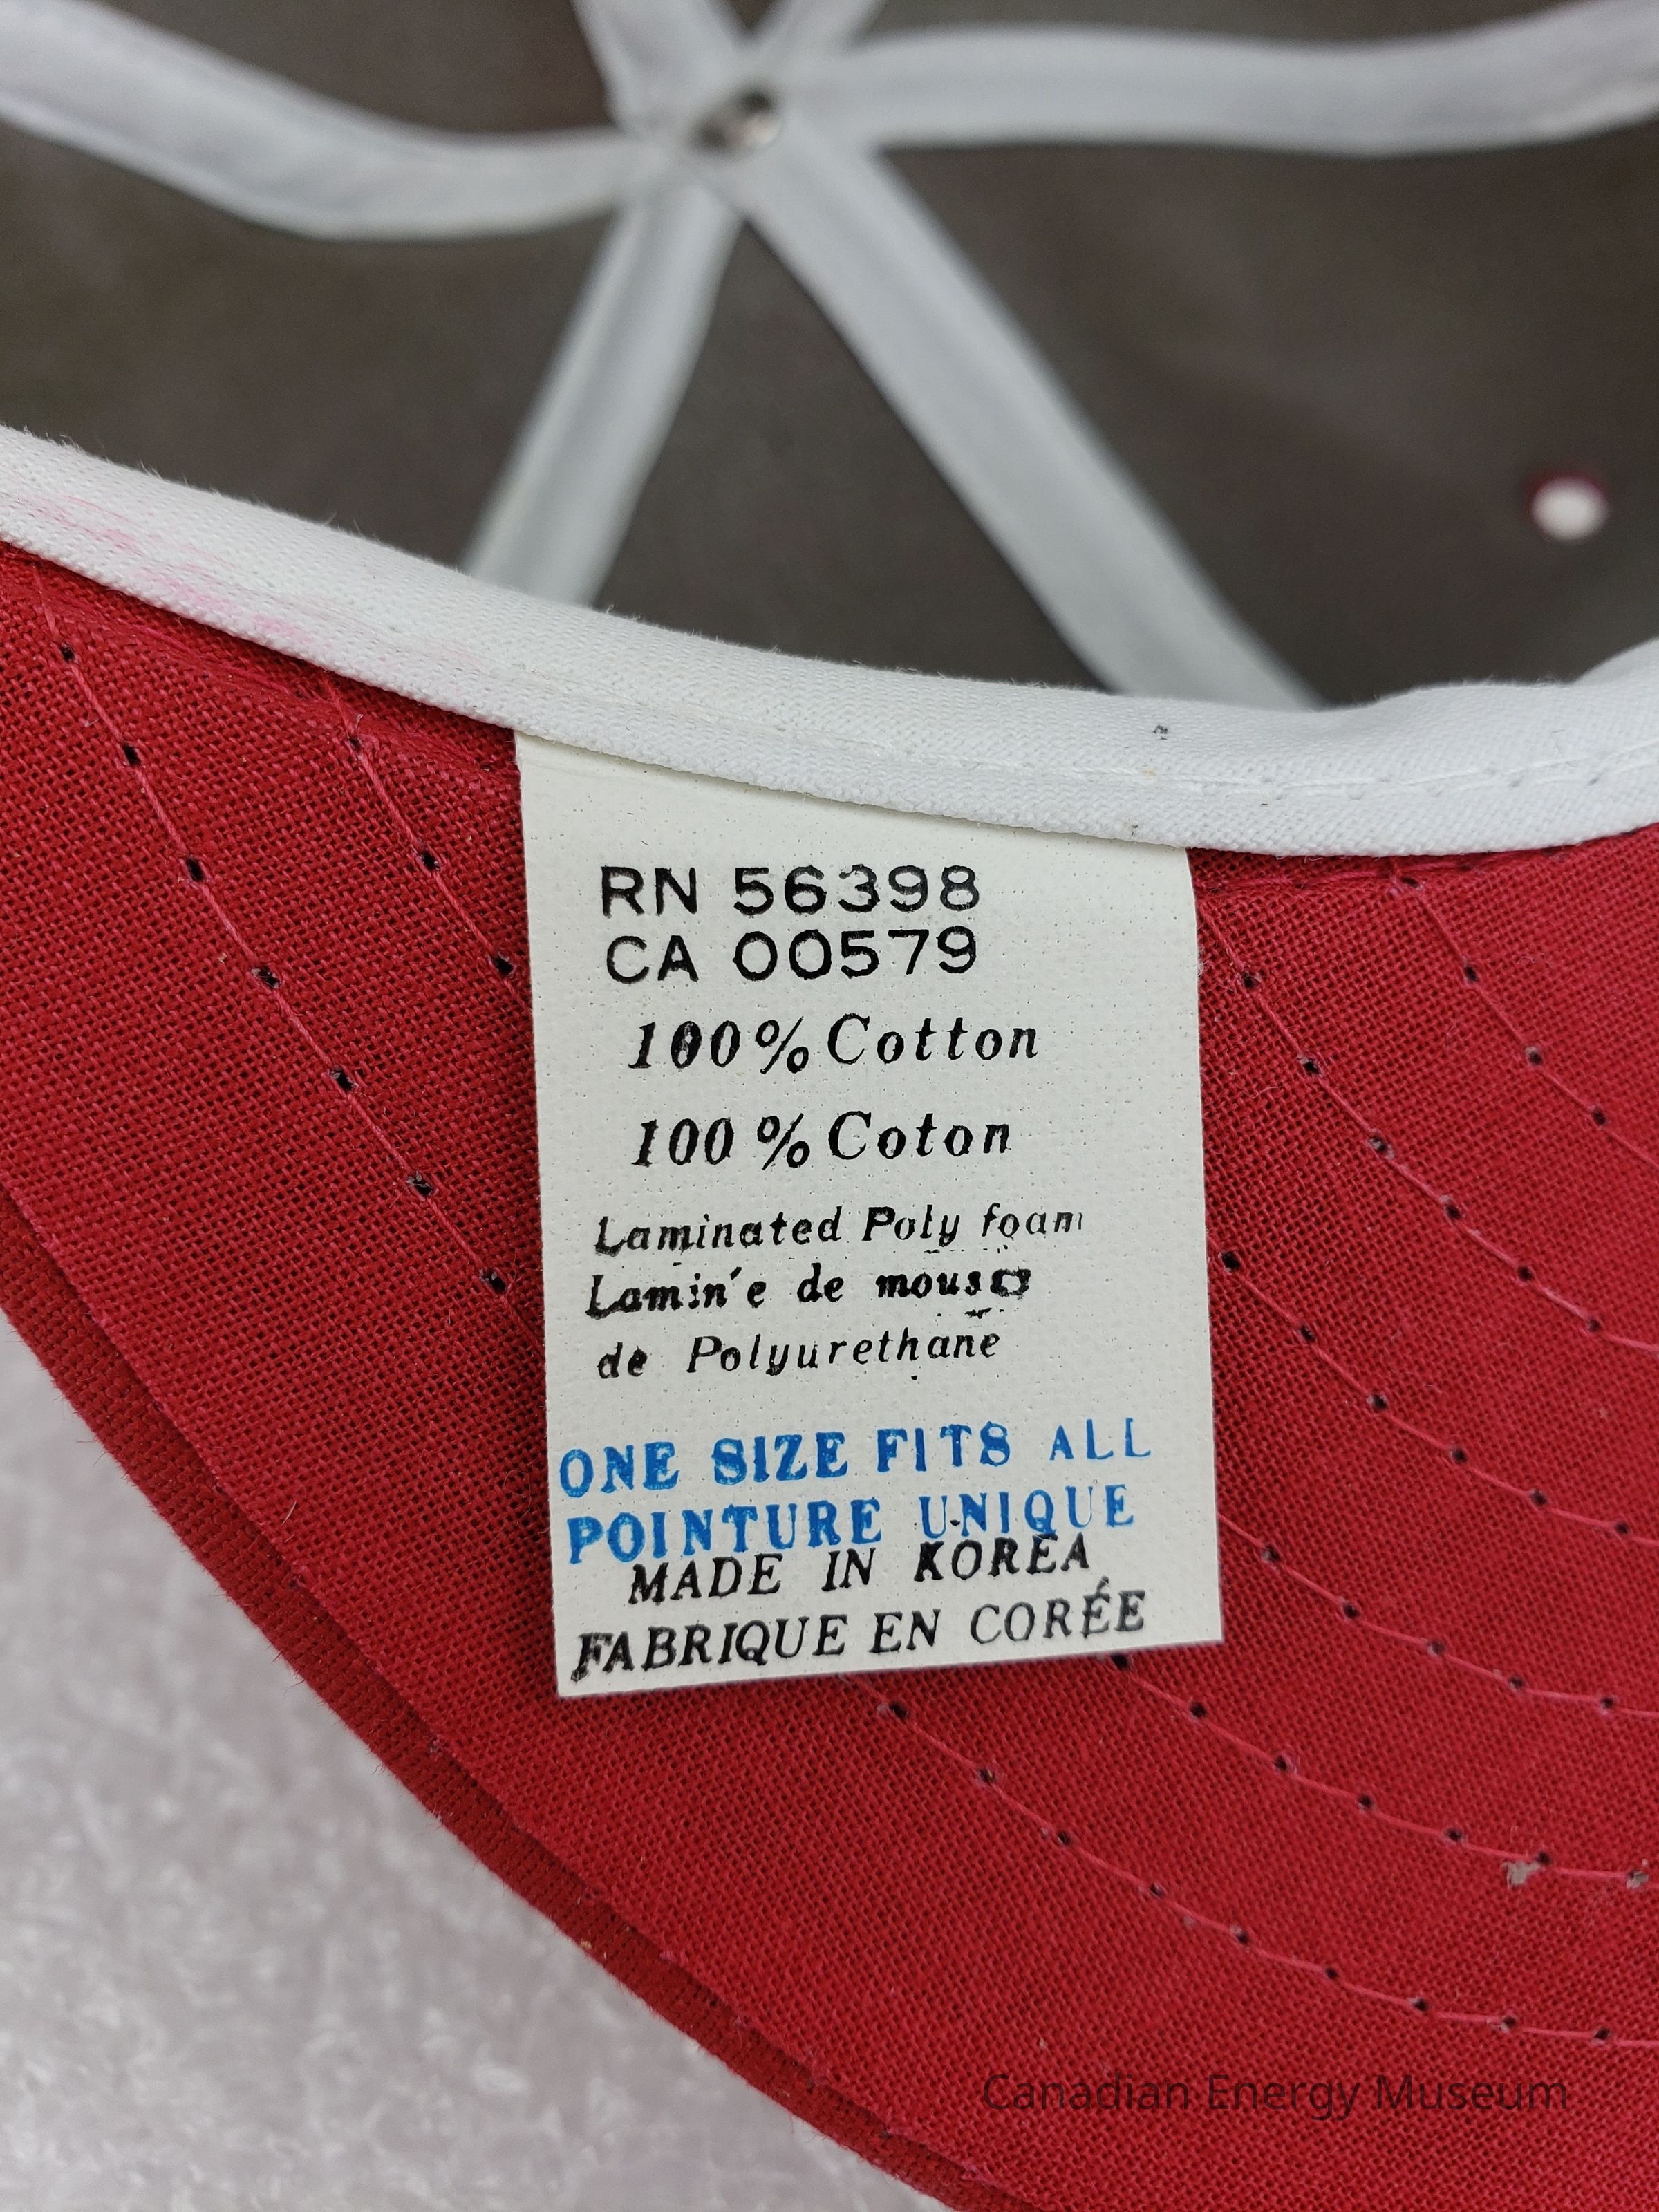 RN 56398
CA 00579
100% Cotton
100% Coton
Laminated Poly foam
Lamin'e de mousse
de Polyurethane
ONE SIZE FITS ALL
POINTURE UNIQUE
MADE IN KOREA
FABRIQUE EN CORÉE
Canadian Energy Museum